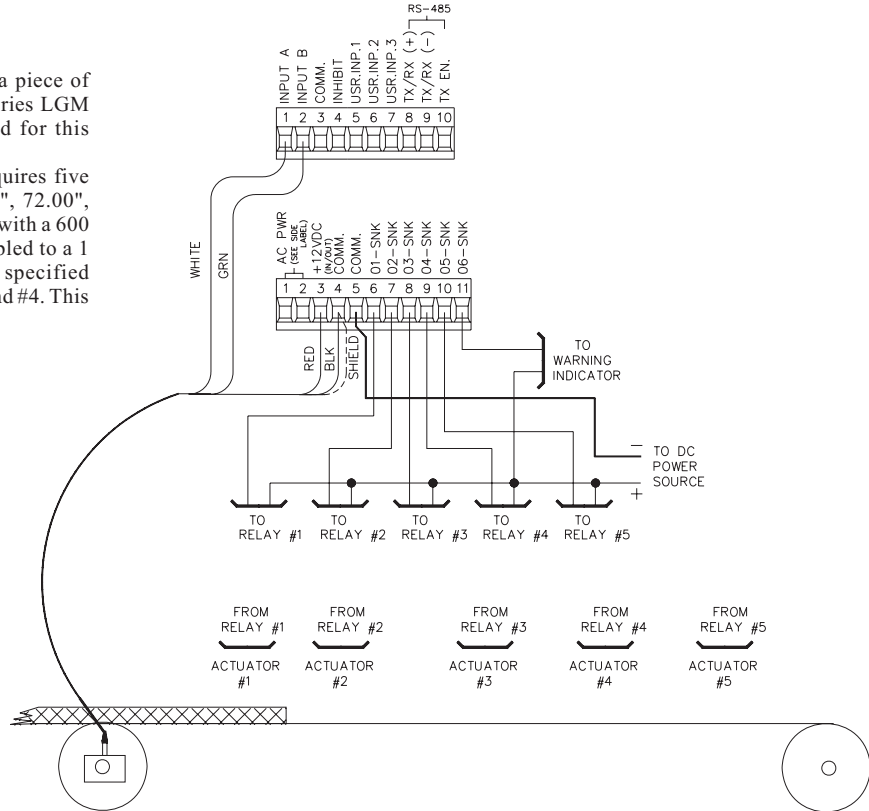 a piece of
ries LGM
d for this
quires five
", 72.00",
with a 600
pled to a 1
specified
nd #4. This
RS-485
INPUT A
INPUT B
COMM.
INHIBIT
USR.INP.1
USR.INP.2
USR.INP.3
TX/RX (+)
TX/RX (-)
TX EN.
1 2 3 4 5 6 7 8 9 10
WHITE
GRN
AC PWR
(SEE SIDE
LABEL)
+12VDC
(IN/OUT)
COMM.
COMM.
01-SNK
02-SNK
03-SNK
04-SNK
05-SNK
06-SNK
1 2 3 4 5 6 7 8 9 10 11
RED
BLK
SHIELD
TO
WARNING
INDICATOR
−
TO DC
POWER
SOURCE
+
TO
RELAY #1
TO
RELAY #2
TO
RELAY #3
TO
RELAY #4
TO
RELAY #5
FROM
RELAY #1
FROM
RELAY #2
FROM
RELAY #3
FROM
RELAY #4
FROM
RELAY #5
ACTUATOR
#1
ACTUATOR
#2
ACTUATOR
#3
ACTUATOR
#4
ACTUATOR
#5